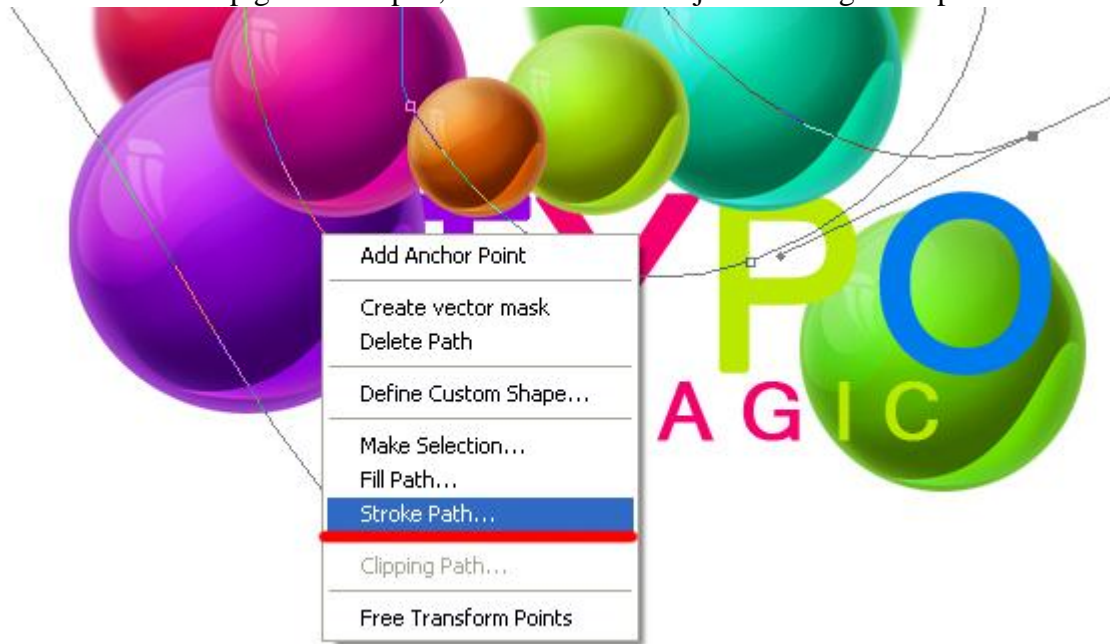 TYPO
Add Anchor Point
Create vector mask
Delete Path
Define Custom Shape...
AGIC
Make Selection...
Fill Path...
Stroke Path...
Clipping Path...
Free Transform Points